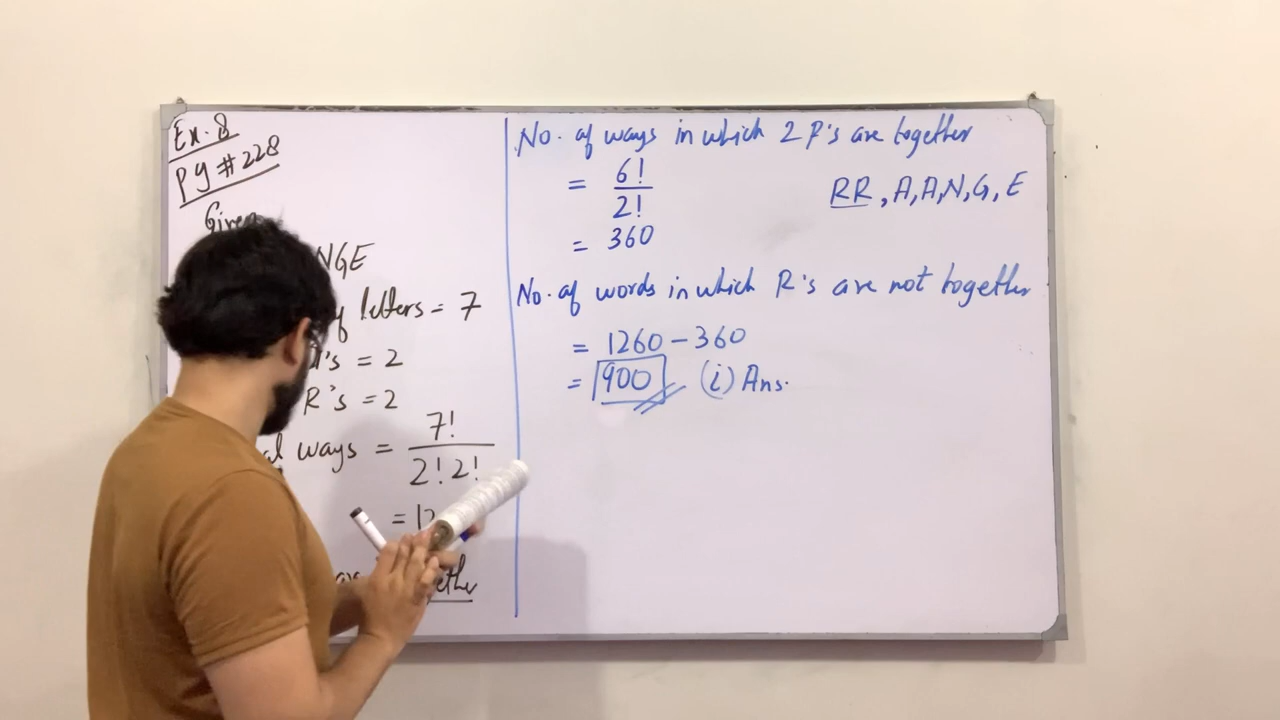 Ex. 8
Pg # 228
Given
NGE
letters = 7
A's = 2
R's = 2
ways = 7!
2! 2!
= 12
No. of ways in which 2 R's are together
= 6!
2!
RR, A, A, N, G, E
= 360
No. of words in which R's are not together
= 1260 - 360
= 900 (i) Ans.